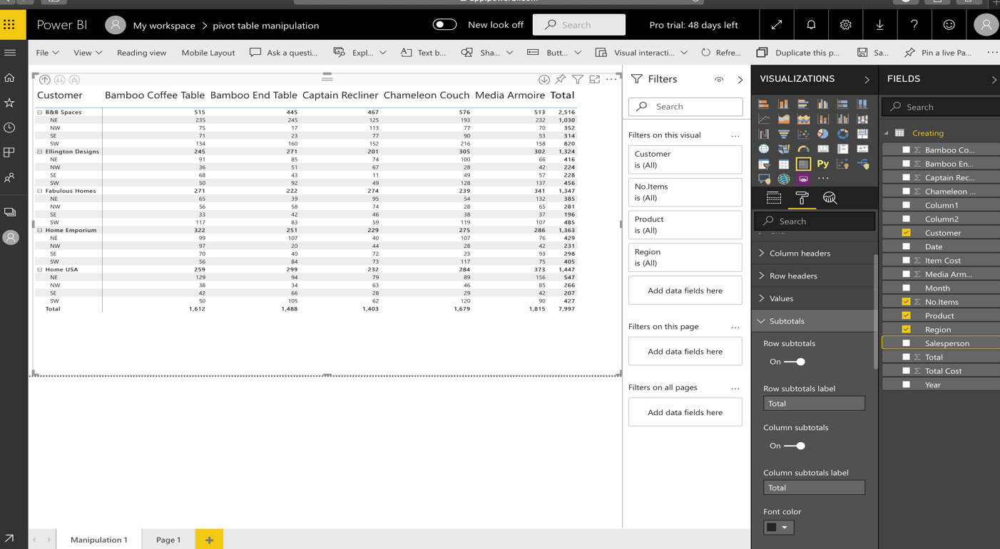 Power BI My workspace > pivot table manipulation New look off Search Pro trial: 48 days left
File View Reading view Mobile Layout Ask a questi... Expl... Text b... Sha... Butt... Visual interacti... Refre... Duplicate this p... Sa... Pin a live Pa... ...
Customer Bamboo Coffee Table Bamboo End Table Captain Recliner Chameleon Couch Media Armoire Total
B&B Spaces 515 445 467 576 513 2,516
NE 235 245 125 193 232 1,030
NW 75 17 113 77 70 352
SE 71 23 77 90 53 314
SW 134 160 152 216 158 820
Ellington Designs 245 271 201 305 302 1,324
NE 91 85 74 100 66 416
NW 36 51 67 28 42 224
SE 68 43 11 49 57 228
SW 50 92 49 128 137 456
Fabulous Homes 271 222 274 239 341 1,347
NE 65 39 95 54 132 385
NW 56 58 74 28 65 281
SE 33 42 46 38 37 196
SW 117 83 59 119 107 485
Home Emporium 322 251 229 275 286 1,363
NE 99 107 40 107 76 429
NW 97 20 44 28 42 231
SE 70 40 72 23 93 298
SW 56 84 73 117 75 405
Home USA 259 299 232 284 373 1,447
NE 129 94 79 89 156 547
NW 38 34 63 46 85 266
SE 42 66 28 29 42 207
SW 50 105 62 120 90 427
Total 1,612 1,488 1,403 1,679 1,815 7,997
Manipulation 1 Page 1 +
Filters
Search
Filters on this visual ...
Customer
is (All)
No.Items
is (All)
Product
is (All)
Region
is (All)
Add data fields here
Filters on this page ...
Add data fields here
Filters on all pages ...
Add data fields here
VISUALIZATIONS
Py
...
Search
Column headers
Row headers
Values
Subtotals
Row subtotals
On
Row subtotals label
Total
Column subtotals
On
Column subtotals label
Total
Font color
FIELDS
Search
Creating
Σ Bamboo Co...
Σ Bamboo En...
Σ Captain Rec...
Σ Chameleon ...
Column1
Column2
Customer
Date
Σ Item Cost
Σ Media Arm...
Month
Σ No.Items
Product
Region
Salesperson
Σ Total
Σ Total Cost
Year